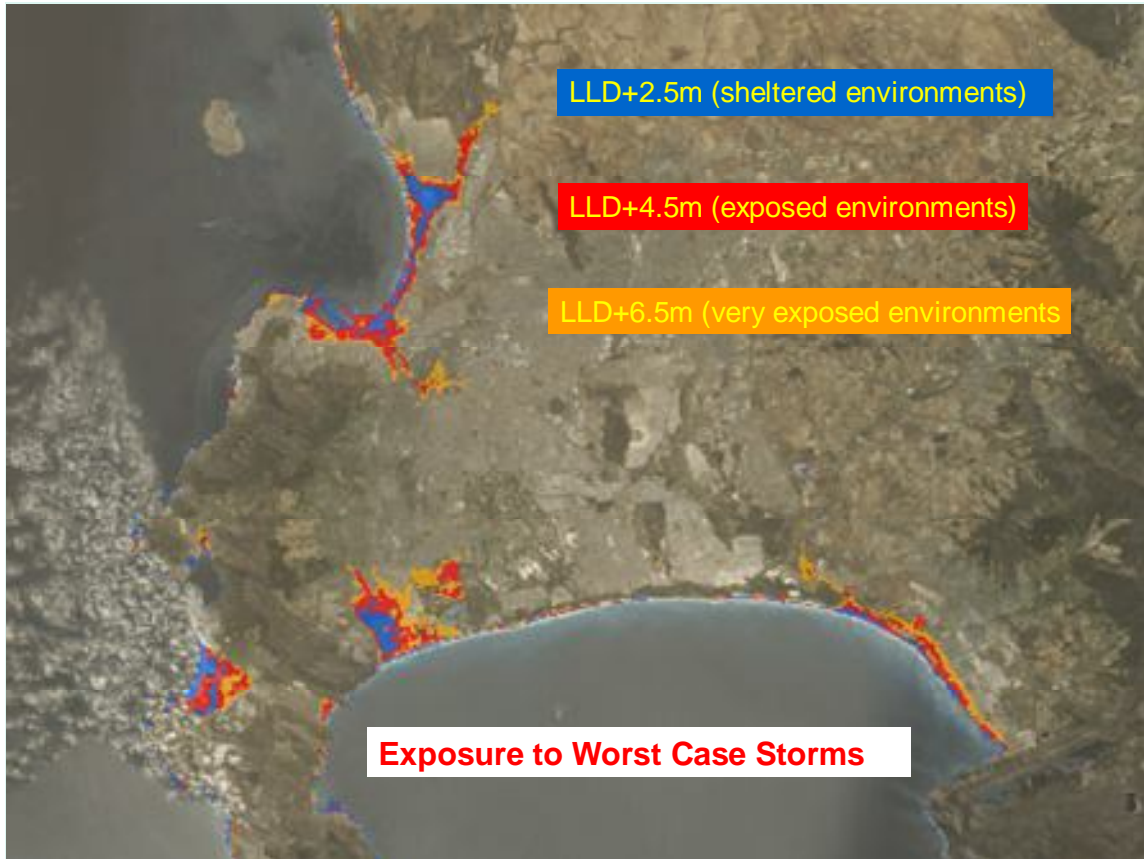 LLD+2.5m (sheltered environments)
LLD+4.5m (exposed environments)
LLD+6.5m (very exposed environments
Exposure to Worst Case Storms